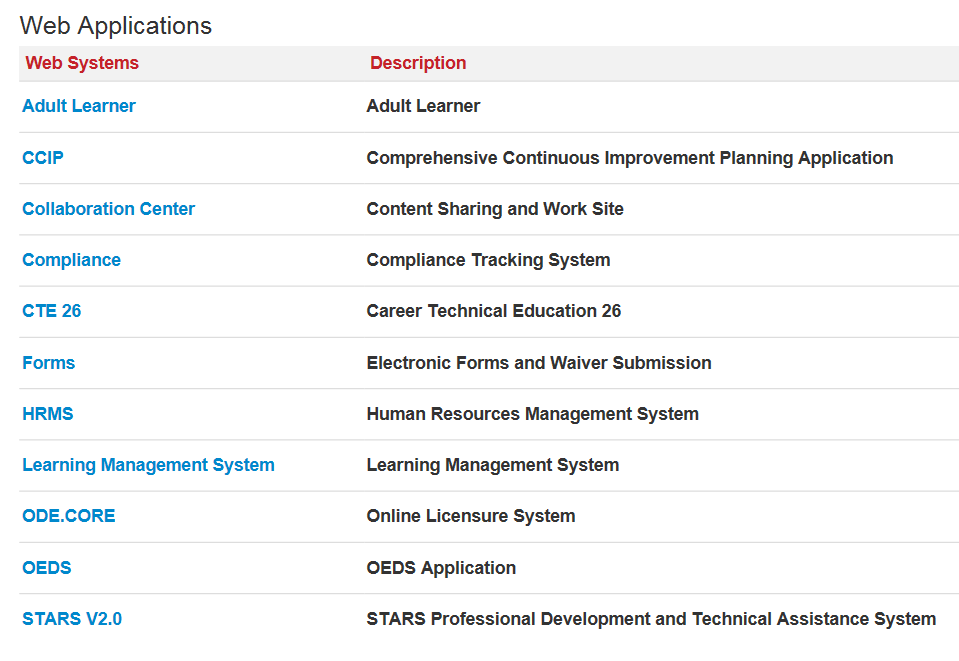 Web Applications
Web Systems Description
Adult Learner Adult Learner
CCIP Comprehensive Continuous Improvement Planning Application
Collaboration Center Content Sharing and Work Site
Compliance Compliance Tracking System
CTE 26 Career Technical Education 26
Forms Electronic Forms and Waiver Submission
HRMS Human Resources Management System
Learning Management System Learning Management System
ODE.CORE Online Licensure System
OEDS OEDS Application
STARS V2.0 STARS Professional Development and Technical Assistance System